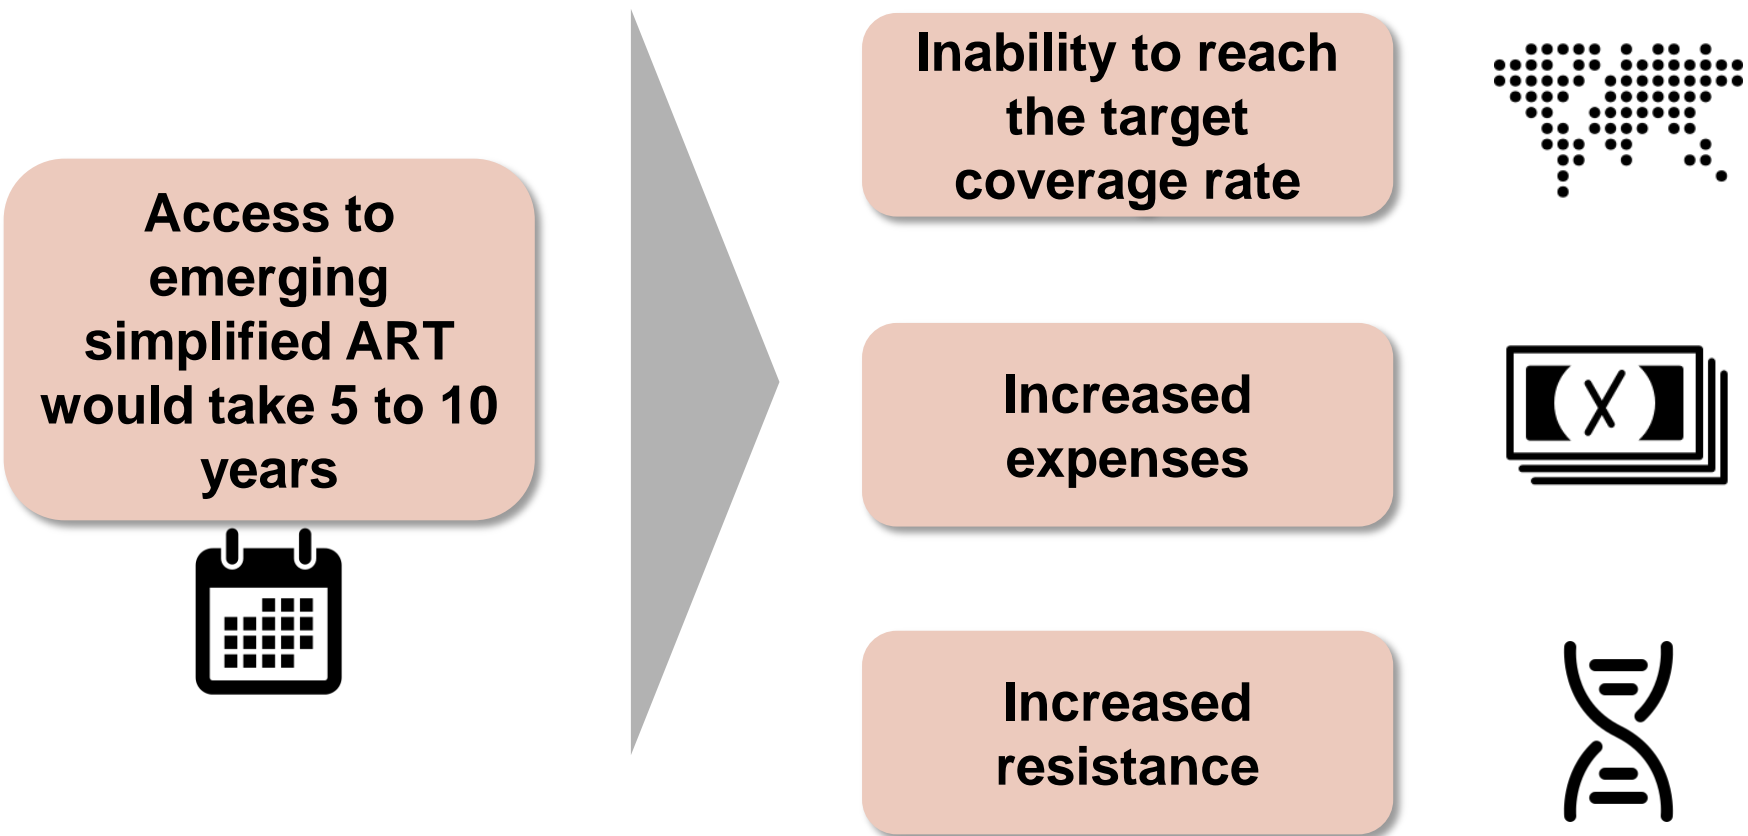 Access to
emerging
simplified ART
would take 5 to 10
years
Inability to reach
the target
coverage rate
Increased
expenses
Increased
resistance